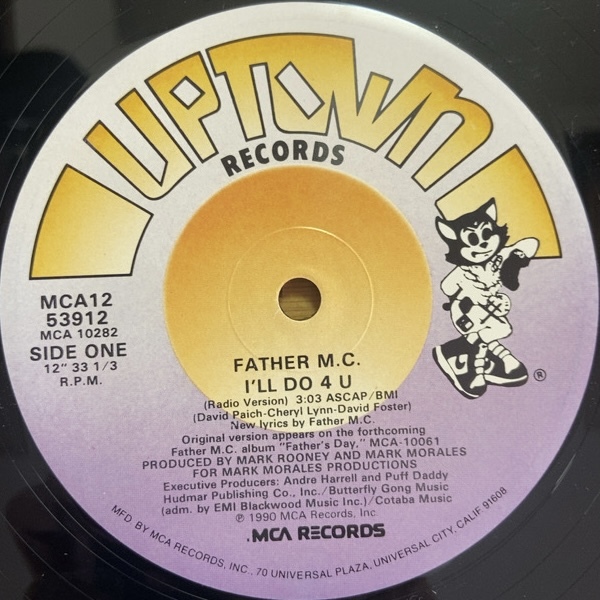 UPTOWN
RECORDS
MCA12
53912
MCA 10282
SIDE ONE
12" 33 1/3
R.P.M.
®
FATHER M.C.
I'LL DO 4 U
(Radio Version) 3:03 ASCAP/BMI
(David Paich-Cheryl Lynn-David Foster)
New lyrics by Father M.C.
Original version appears on the forthcoming
Father M.C. album "Father's Day," MCA-10061
PRODUCED BY MARK ROONEY AND MARK MORALES
FOR MARK MORALES PRODUCTIONS
Executive Producers: Andre Harrell and Puff Daddy
Hudmar Publishing Co., Inc./Butterfly Gong Music
(adm. by EMI Blackwood Music Inc.)/Cotaba Music
℗ 1990 MCA Records, Inc.
.MCA RECORDS
MFD BY MCA RECORDS, INC., 70 UNIVERSAL PLAZA, UNIVERSAL CITY, CALIF 91608